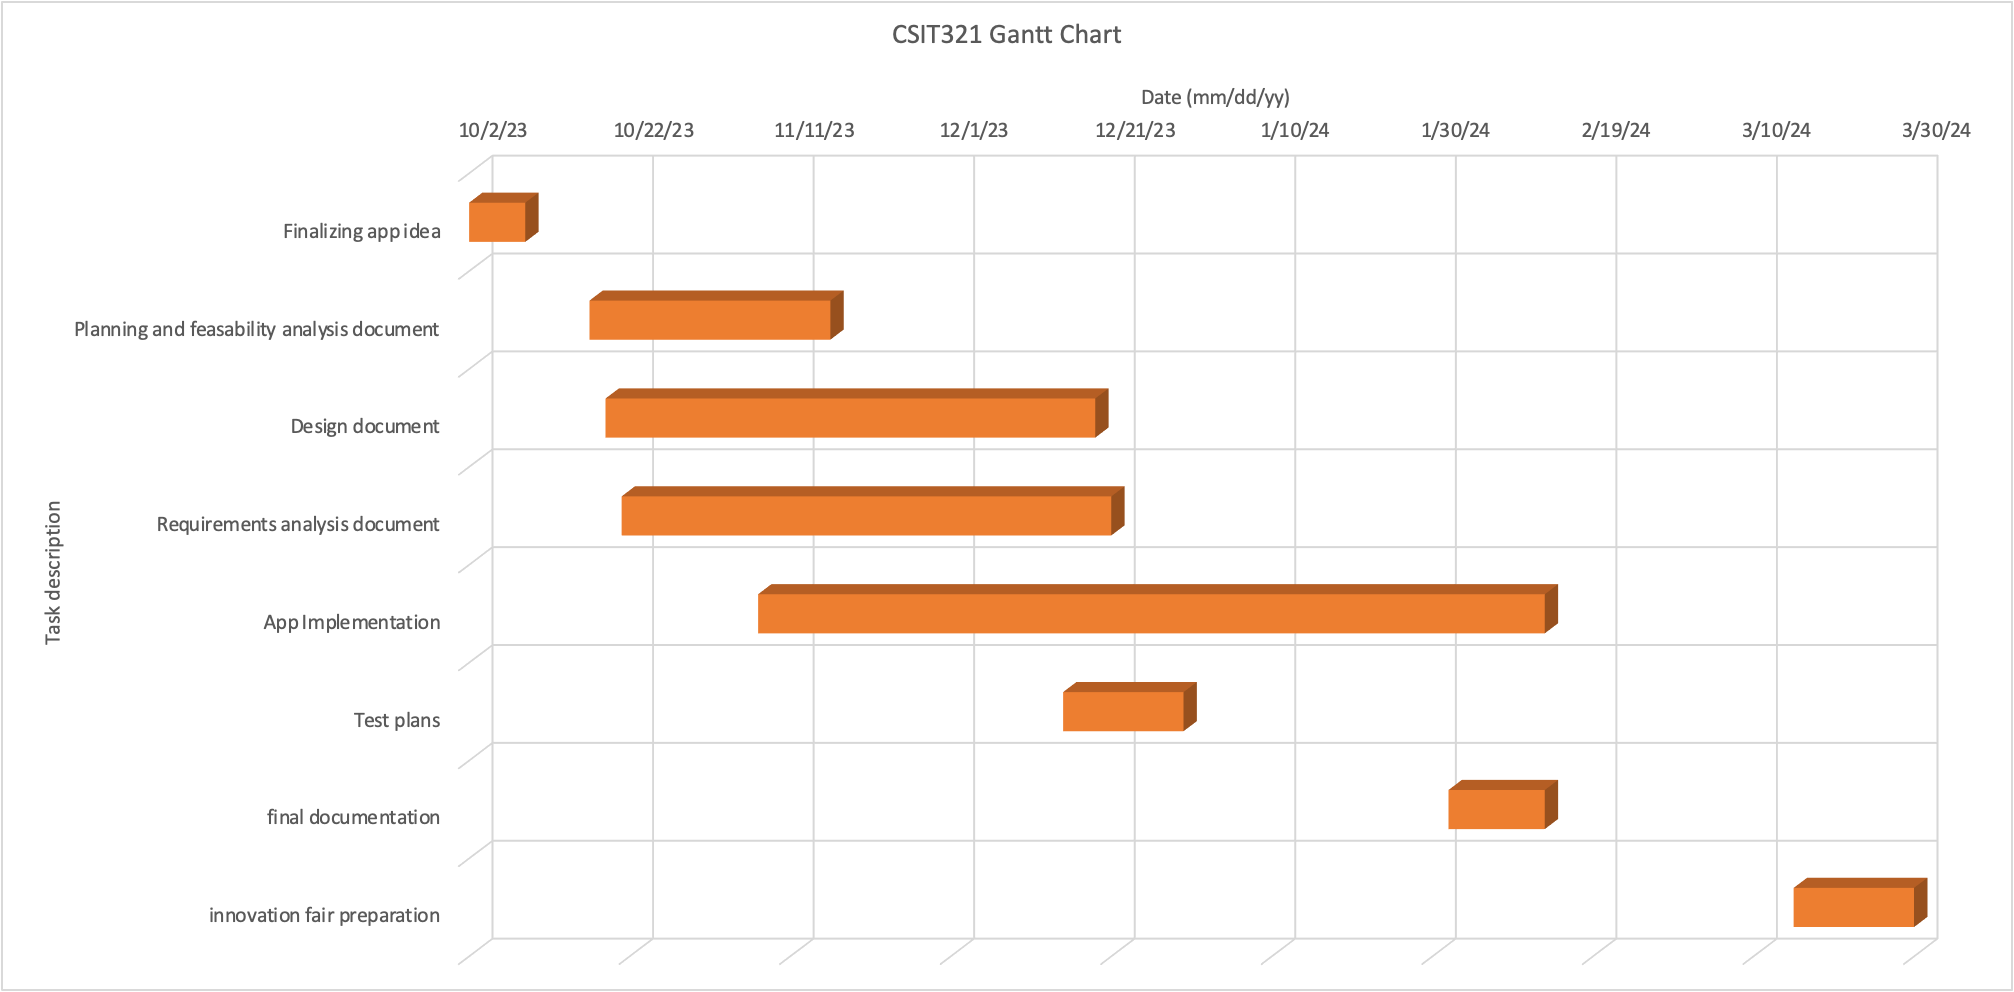 CSIT321 Gantt Chart
Date (mm/dd/yy)
10/2/23 10/22/23 11/11/23 12/1/23 12/21/23 1/10/24 1/30/24 2/19/24 3/10/24 3/30/24
Task description
Finalizing app idea
Planning and feasability analysis document
Design document
Requirements analysis document
App Implementation
Test plans
final documentation
innovation fair preparation